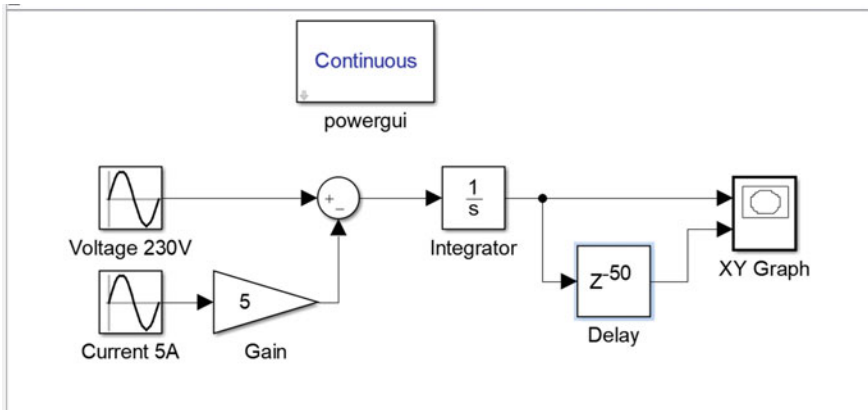 Continuous
powergui
+
−
1
s
Voltage 230V
Integrator
XY Graph
Z-50
5
Delay
Current 5A
Gain